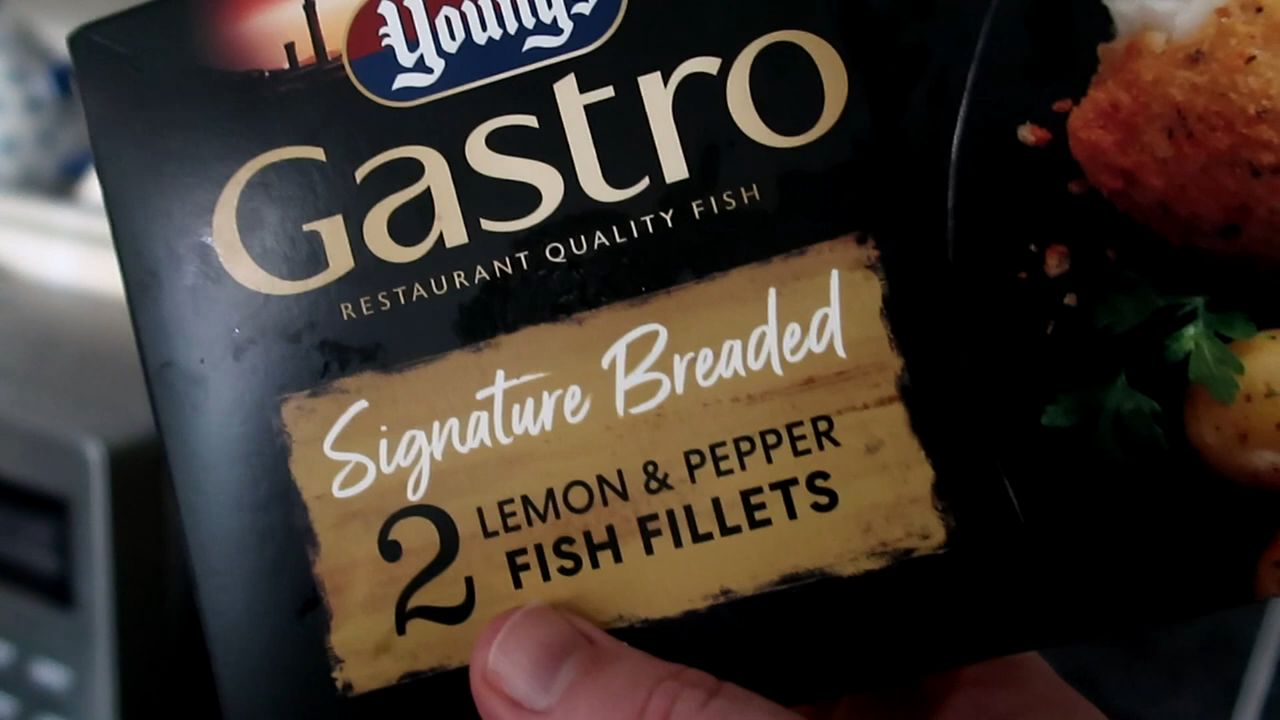 Young's
Gastro
RESTAURANT QUALITY FISH
Signature Breaded
2 LEMON & PEPPER
FISH FILLETS